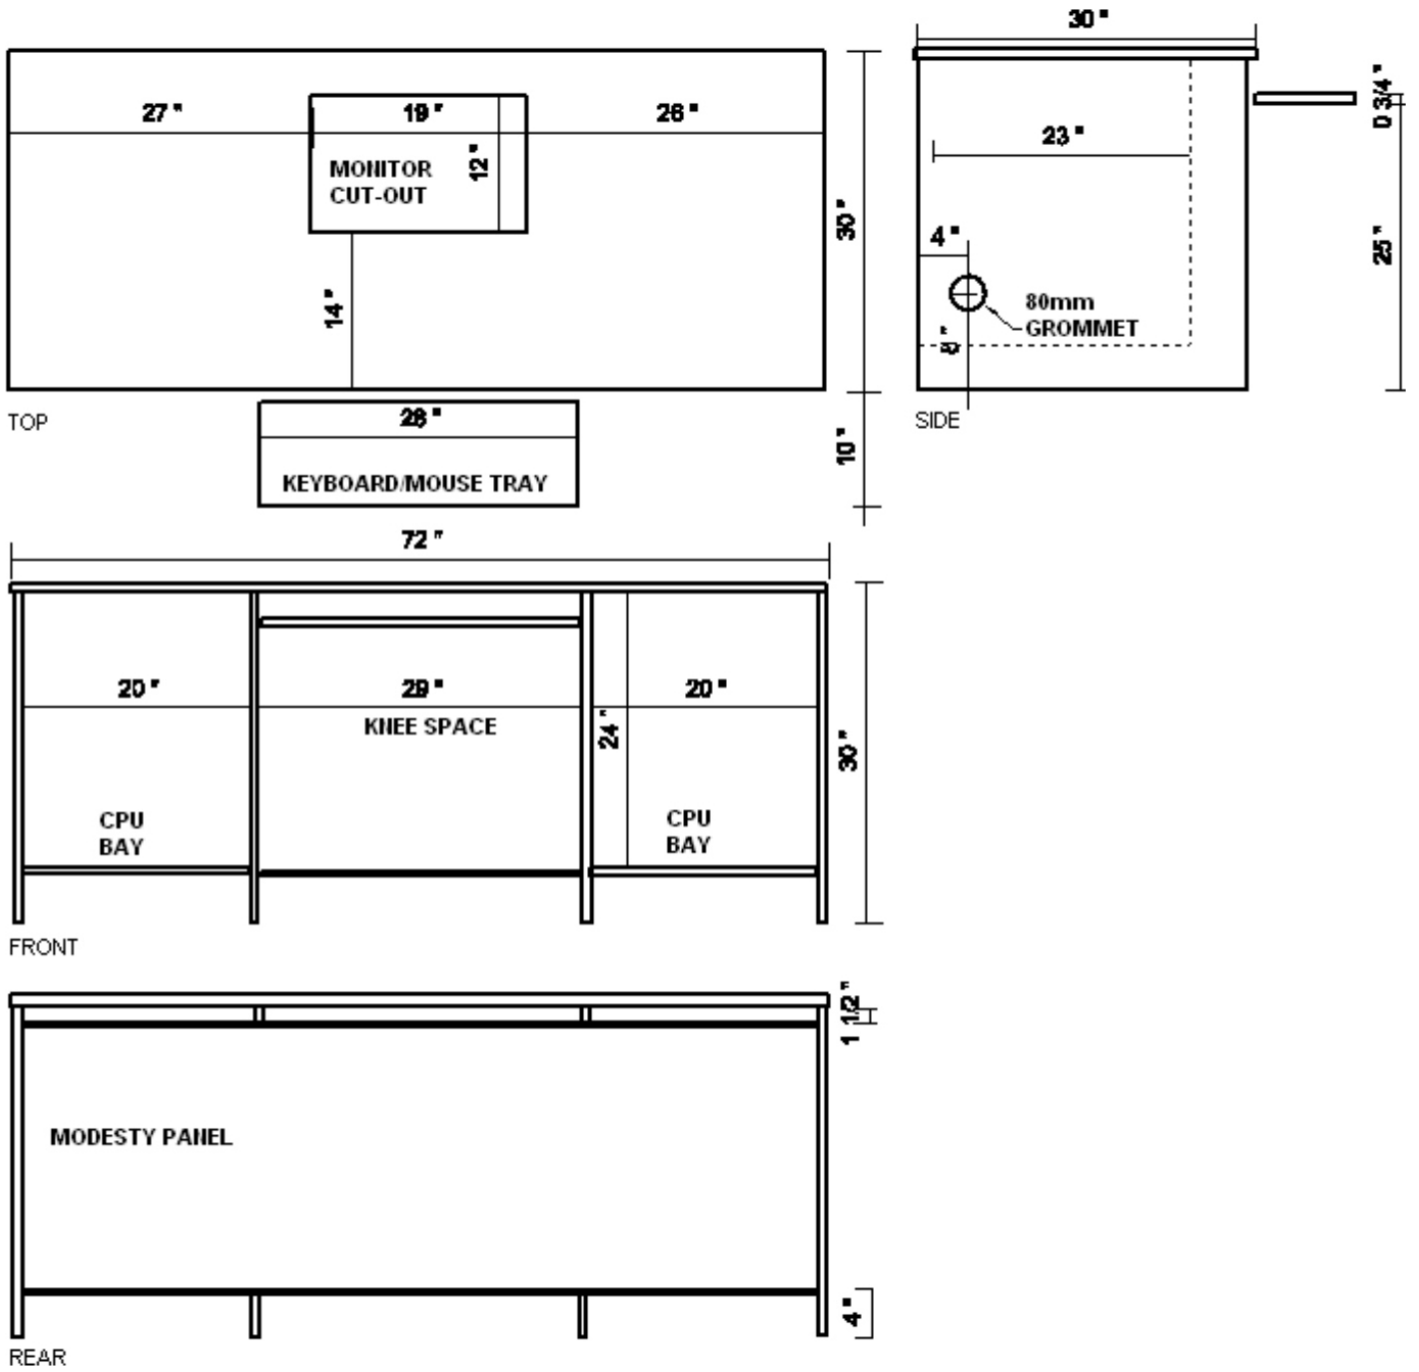 30 "
27 "
19 "
26 "
12 "
MONITOR
CUT-OUT
30 "
14 "
TOP
28 "
KEYBOARD/MOUSE TRAY
10 "
0 3/4 "
23 "
4 "
25 "
80mm
GROMMET
SIDE
72 "
20 "
29 "
20 "
KNEE SPACE
24 "
30 "
CPU
BAY
CPU
BAY
FRONT
1 1/2 "
MODESTY PANEL
4 "
REAR